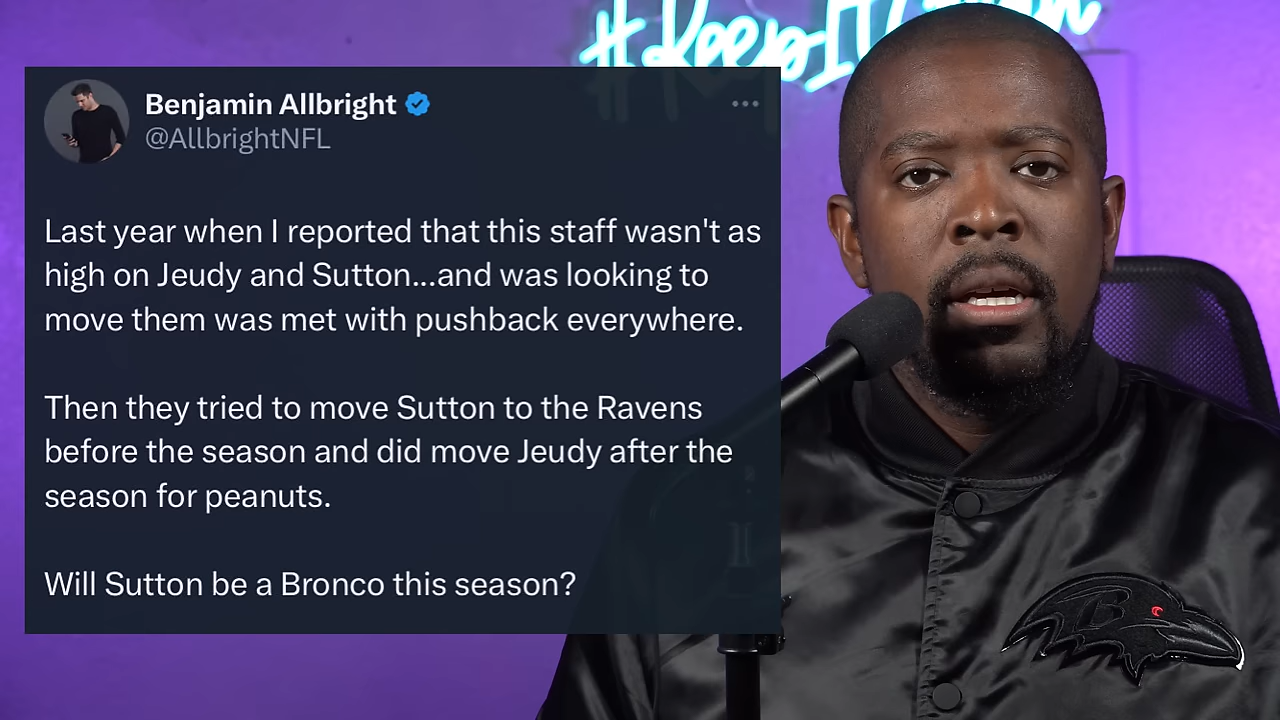 #KeepIt
Benjamin Allbright
@AllbrightNFL
Last year when I reported that this staff wasn't as
high on Jeudy and Sutton...and was looking to
move them was met with pushback everywhere.
Then they tried to move Sutton to the Ravens
before the season and did move Jeudy after the
season for peanuts.
Will Sutton be a Bronco this season?
B